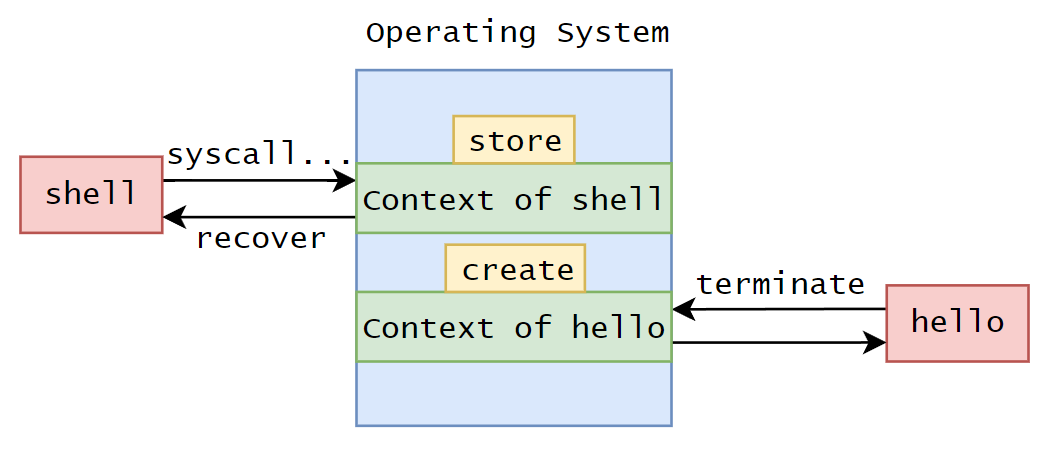 Operating System
store
syscall...
shell
Context of shell
recover
create
terminate
Context of hello
hello